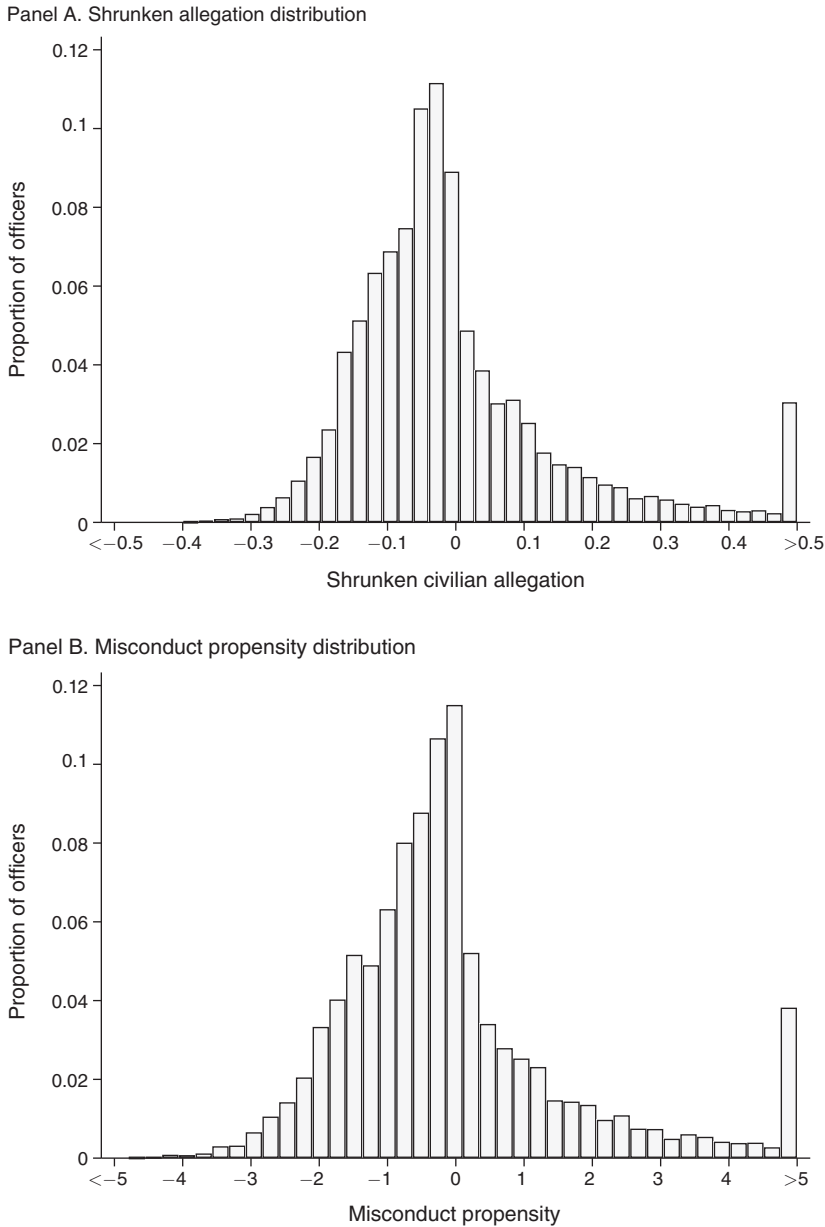 Panel A. Shrunken allegation distribution
0.12
0.1
0.08
0.06
0.04
0.02
0
Proportion of officers
<−0.5 −0.4 −0.3 −0.2 −0.1 0 0.1 0.2 0.3 0.4 >0.5
Shrunken civilian allegation
Panel B. Misconduct propensity distribution
0.12
0.1
0.08
0.06
0.04
0.02
0
Proportion of officers
<−5 −4 −3 −2 −1 0 1 2 3 4 >5
Misconduct propensity